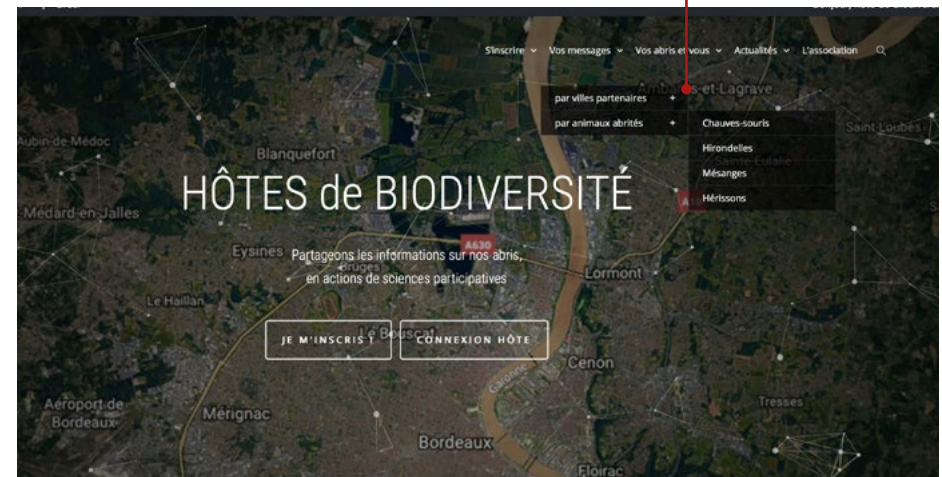 S'inscrire Vos messages Vos abris et vous Actualités L'association
par villes partenaires +
par animaux abrités +
Chauves-souris
Hirondelles
Mésanges
Hérissons
Saint-Loubès
Sainte-Eulalie
Aubin-de-Médoc
Blanquefort
HÔTES de BIODIVERSITÉ
Médard-en-Jalles
Eysines
A630
Bruges
Partageons les informations sur nos abris,
en actions de sciences participatives
Lormont
Le Haillan
Le Bouscat
JE M'INSCRIS ! CONNEXION HÔTE
Cenon
Garonne
Aéroport de
Bordeaux
Mérignac
Tresses
Bordeaux
Floirac